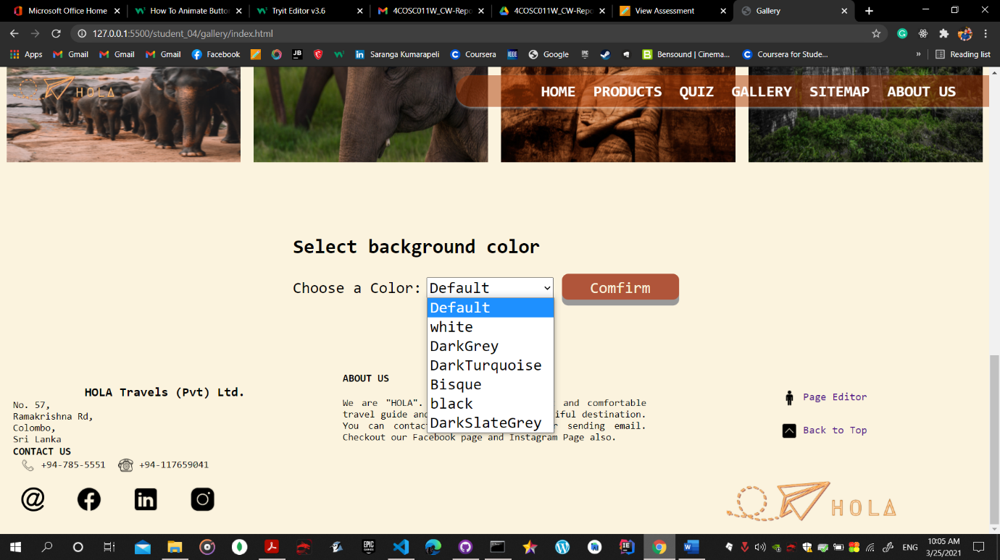 Microsoft Office Home
How To Animate Button
Tryit Editor v3.6
4COSC011W_CW-Repo
4COSC011W_CW-Repo
View Assessment
Gallery
127.0.0.1:5500/student_04/gallery/index.html
Apps
Gmail
Gmail
Gmail
Facebook
Saranga Kumarapeli
Coursera
Google
Bensound | Cinema...
Coursera for Stude...
»
Reading list
HOLA
HOME PRODUCTS QUIZ GALLERY SITEMAP ABOUT US
Select background color
Choose a Color: Default Comfirm
Default
white
DarkGrey
DarkTurquoise
Bisque
black
DarkSlateGrey
HOLA Travels (Pvt) Ltd.
No. 57,
Ramakrishna Rd,
Colombo,
Sri Lanka
CONTACT US
+94-785-5551 +94-117659041
ABOUT US
We are "HOLA". and comfortable
travel guide and destination.
You can contact sending email.
Checkout our Facebook page and Instagram Page also.
Page Editor
Back to Top
HOLA
ENG
10:05 AM
3/25/2021